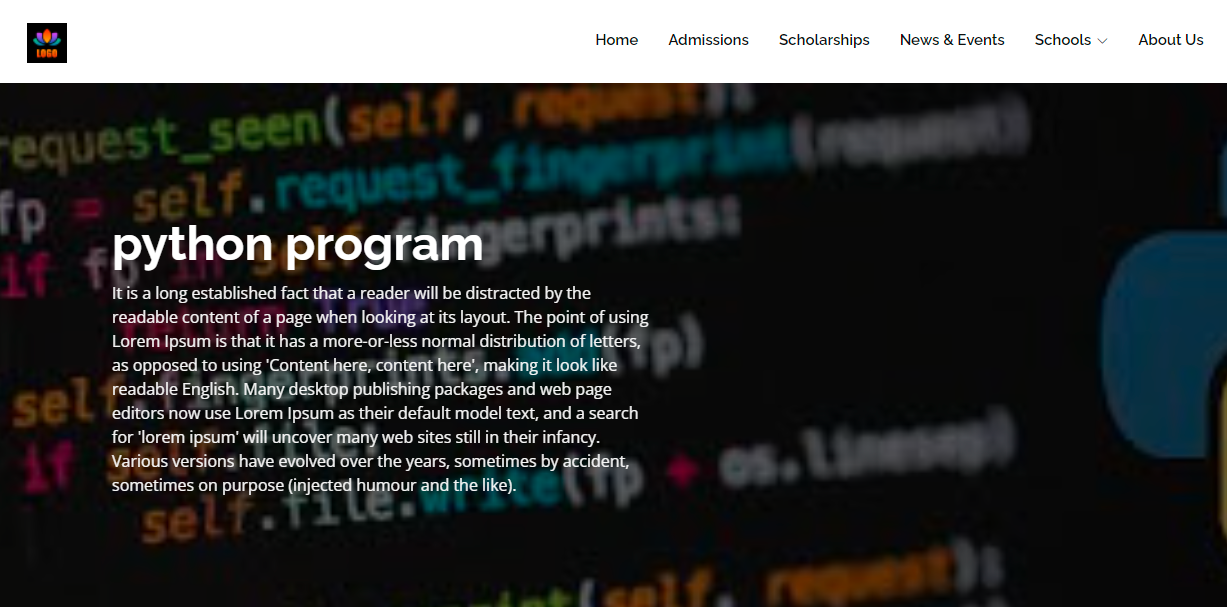 LOGO
Home Admissions Scholarships News & Events Schools About Us
request_seen(self, request):
fp = self.request_fingerprint(request)
python program
It is a long established fact that a reader will be distracted by the
readable content of a page when looking at its layout. The point of using
Lorem Ipsum is that it has a more-or-less normal distribution of letters,
as opposed to using 'Content here, content here', making it look like
readable English. Many desktop publishing packages and web page
editors now use Lorem Ipsum as their default model text, and a search
for 'lorem ipsum' will uncover many web sites still in their infancy.
Various versions have evolved over the years, sometimes by accident,
sometimes on purpose (injected humour and the like).
if self.file:
self.file.write(fp + os.linesep)
(self, request):